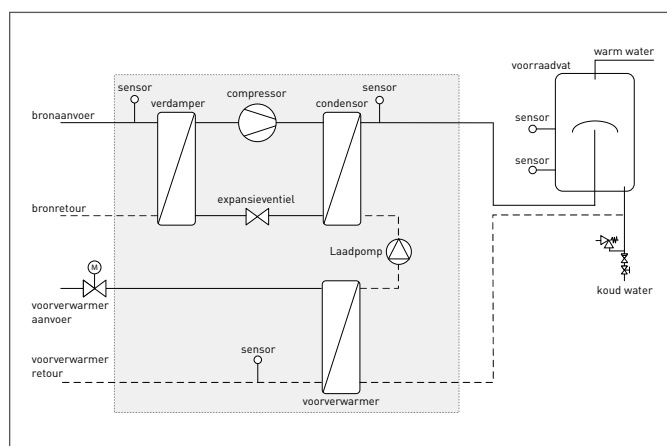 warm water
voorraadvat
sensor
verdamper
compressor
condensor
sensor
bronaanvoer
sensor
sensor
expansieventiel
bronretour
Laadpomp
M
koud water
voorverwarmer
aanvoer
voorverwarmer
retour
sensor
voorverwarmer